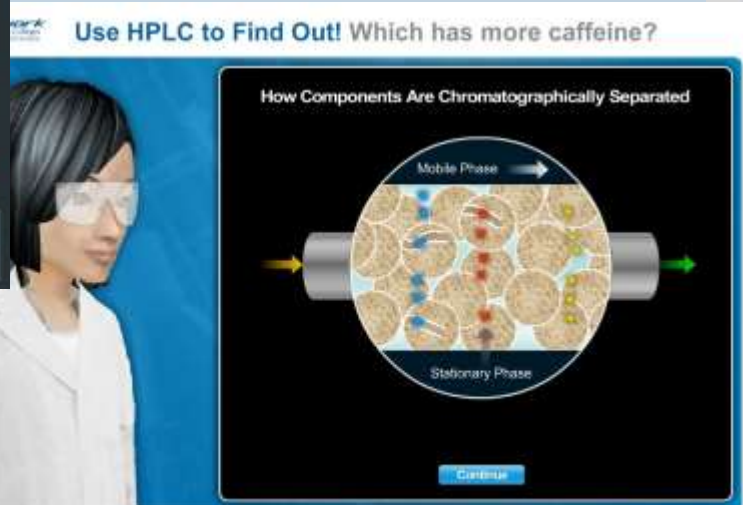 Use HPLC to Find Out! Which has more caffeine?
How Components Are Chromatographically Separated
Mobile Phase
Stationary Phase
Continue